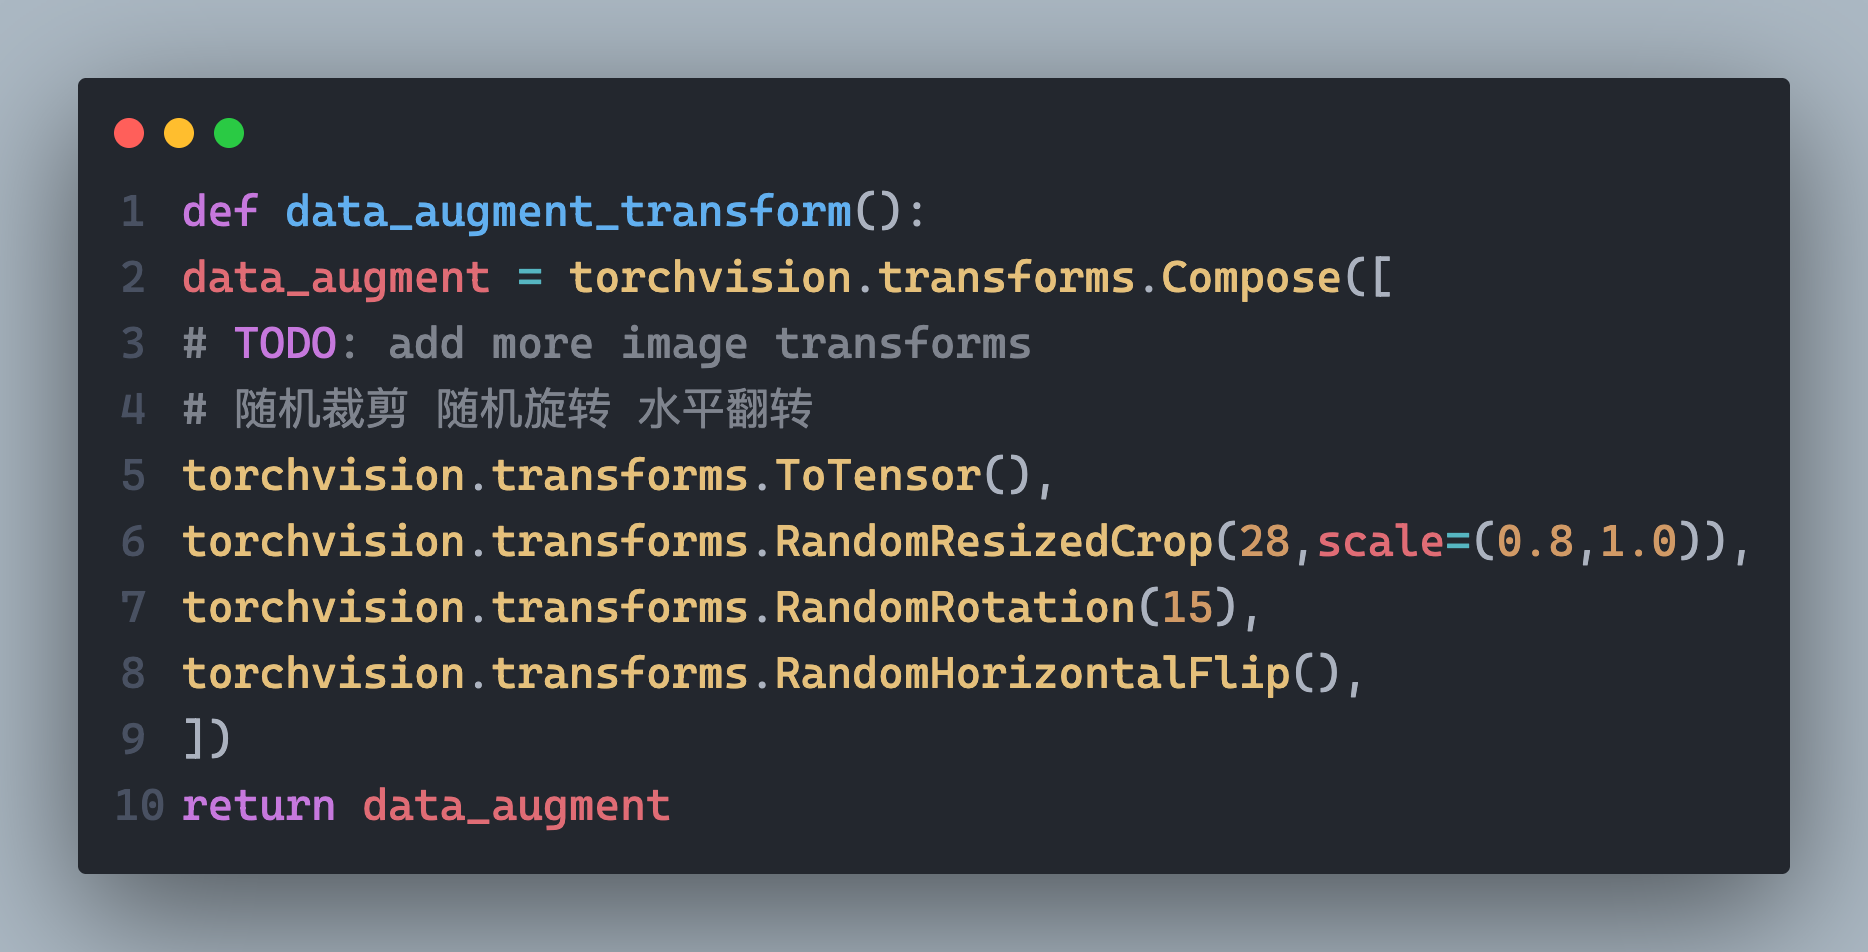 1 def data_augment_transform():
2 data_augment = torchvision.transforms.Compose([
3 # TODO: add more image transforms
4 # 随机裁剪 随机旋转 水平翻转
5 torchvision.transforms.ToTensor(),
6 torchvision.transforms.RandomResizedCrop(28,scale=(0.8,1.0)),
7 torchvision.transforms.RandomRotation(15),
8 torchvision.transforms.RandomHorizontalFlip(),
9 ])
10 return data_augment